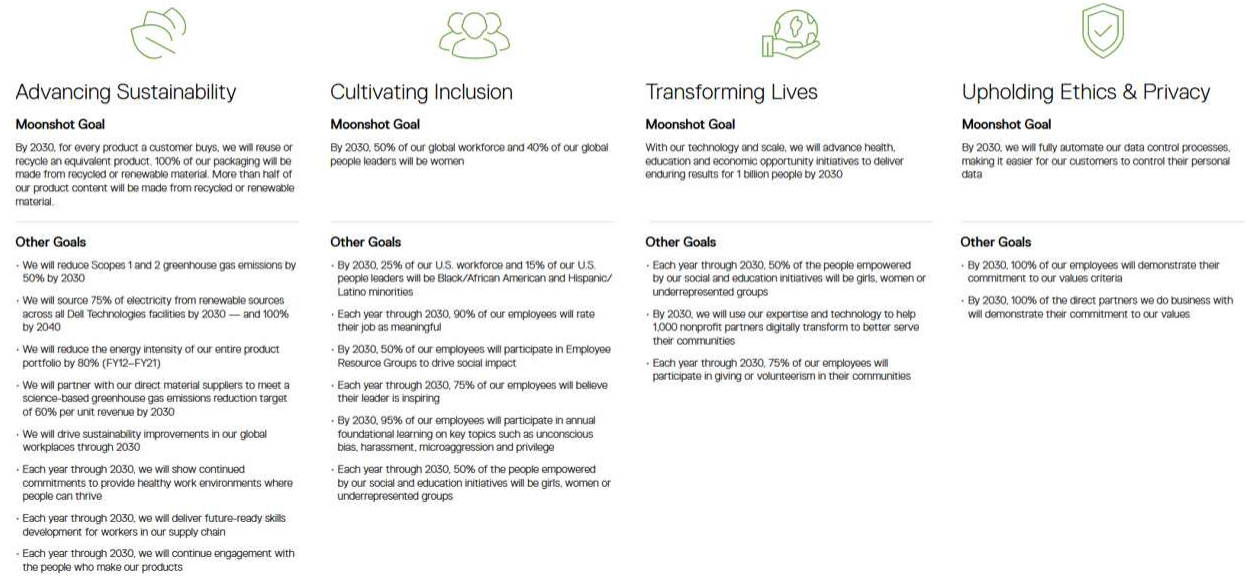 Advancing Sustainability
Moonshot Goal
By 2030, for every product a customer buys, we will reuse or
recycle an equivalent product. 100% of our packaging will be
made from recycled or renewable material. More than half of
our product content will be made from recycled or renewable
material.
Other Goals
· We will reduce Scopes 1 and 2 greenhouse gas emissions by
50% by 2030
· We will source 75% of electricity from renewable sources
across all Dell Technologies facilities by 2030 — and 100%
by 2040
· We will reduce the energy intensity of our entire product
portfolio by 80% (FY12–FY21)
· We will partner with our direct material suppliers to meet a
science-based greenhouse gas emissions reduction target
of 60% per unit revenue by 2030
· We will drive sustainability improvements in our global
workplaces through 2030
· Each year through 2030, we will show continued
commitments to provide healthy work environments where
people can thrive
· Each year through 2030, we will deliver future-ready skills
development for workers in our supply chain
· Each year through 2030, we will continue engagement with
the people who make our products
Cultivating Inclusion
Moonshot Goal
By 2030, 50% of our global workforce and 40% of our global
people leaders will be women
Other Goals
· By 2030, 25% of our U.S. workforce and 15% of our U.S.
people leaders will be Black/African American and Hispanic/
Latino minorities
· Each year through 2030, 90% of our employees will rate
their job as meaningful
· By 2030, 50% of our employees will participate in Employee
Resource Groups to drive social impact
· Each year through 2030, 75% of our employees will believe
their leader is inspiring
· By 2030, 95% of our employees will participate in annual
foundational learning on key topics such as unconscious
bias, harassment, microaggression and privilege
· Each year through 2030, 50% of the people empowered
by our social and education initiatives will be girls, women or
underrepresented groups
Transforming Lives
Moonshot Goal
With our technology and scale, we will advance health,
education and economic opportunity initiatives to deliver
enduring results for 1 billion people by 2030
Other Goals
· Each year through 2030, 50% of the people empowered
by our social and education initiatives will be girls, women or
underrepresented groups
· By 2030, we will use our expertise and technology to help
1,000 nonprofit partners digitally transform to better serve
their communities
· Each year through 2030, 75% of our employees will
participate in giving or volunteerism in their communities
Upholding Ethics & Privacy
Moonshot Goal
By 2030, we will fully automate our data control processes,
making it easier for our customers to control their personal
data
Other Goals
· By 2030, 100% of our employees will demonstrate their
commitment to our values criteria
· By 2030, 100% of the direct partners we do business with
will demonstrate their commitment to our values